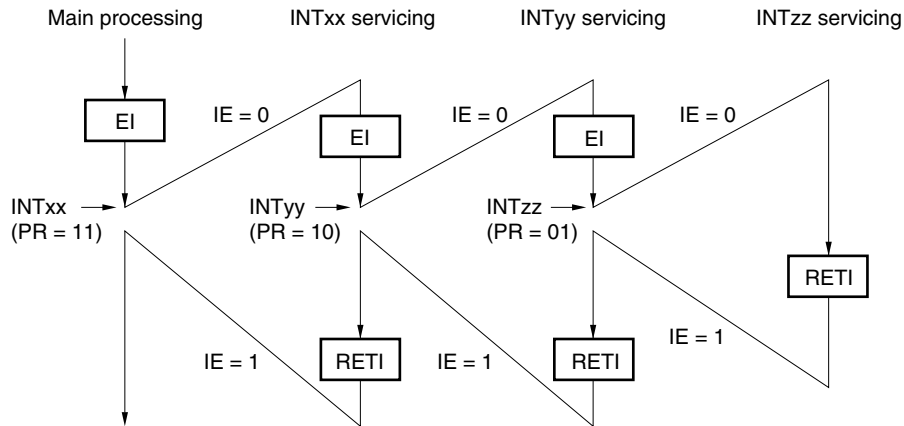 Main processing
INTxx servicing
INTyy servicing
INTzz servicing
EI
IE = 0
EI
IE = 0
EI
IE = 0
INTxx
(PR = 11)
INTyy
(PR = 10)
INTzz
(PR = 01)
RETI
IE = 1
RETI
IE = 1
RETI
IE = 1